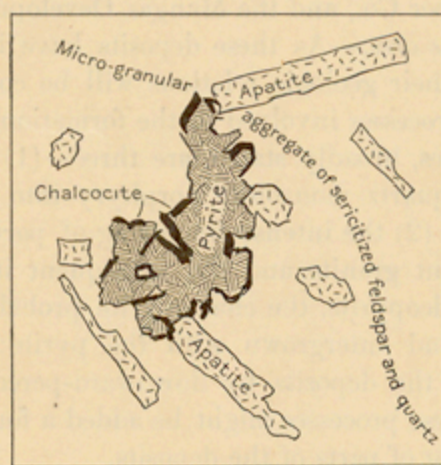 Micro-granular
aggregate of sericitized feldspar and quartz
Apatite
Chalcocite
Pyrite
Apatite